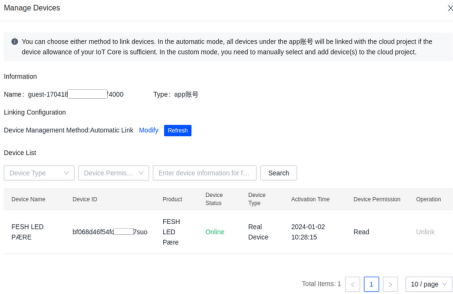 Manage Devices
You can choose either method to link devices. In the automatic mode, all devices under the app账号 will be linked with the cloud project if the
device allowance of your IoT Core is sufficient. In the custom mode, you need to manually select and add device(s) to the cloud project.
Information
Name: guest-170418 4000 Type: app账号
Linking Configuration
Device Management Method:Automatic Link Modify Refresh
Device List
Device Type Device Permis... Enter device information for f... Search
Device Name Device ID Product Device Status Device Type Activation Time Device Permission Operation
FESH LED PÆRE bf068d46f54fd 7suo FESH LED Pære Online Real Device 2024-01-02 10:28:15 Read Unlink
Total Items: 1 < 1 > 10 / page